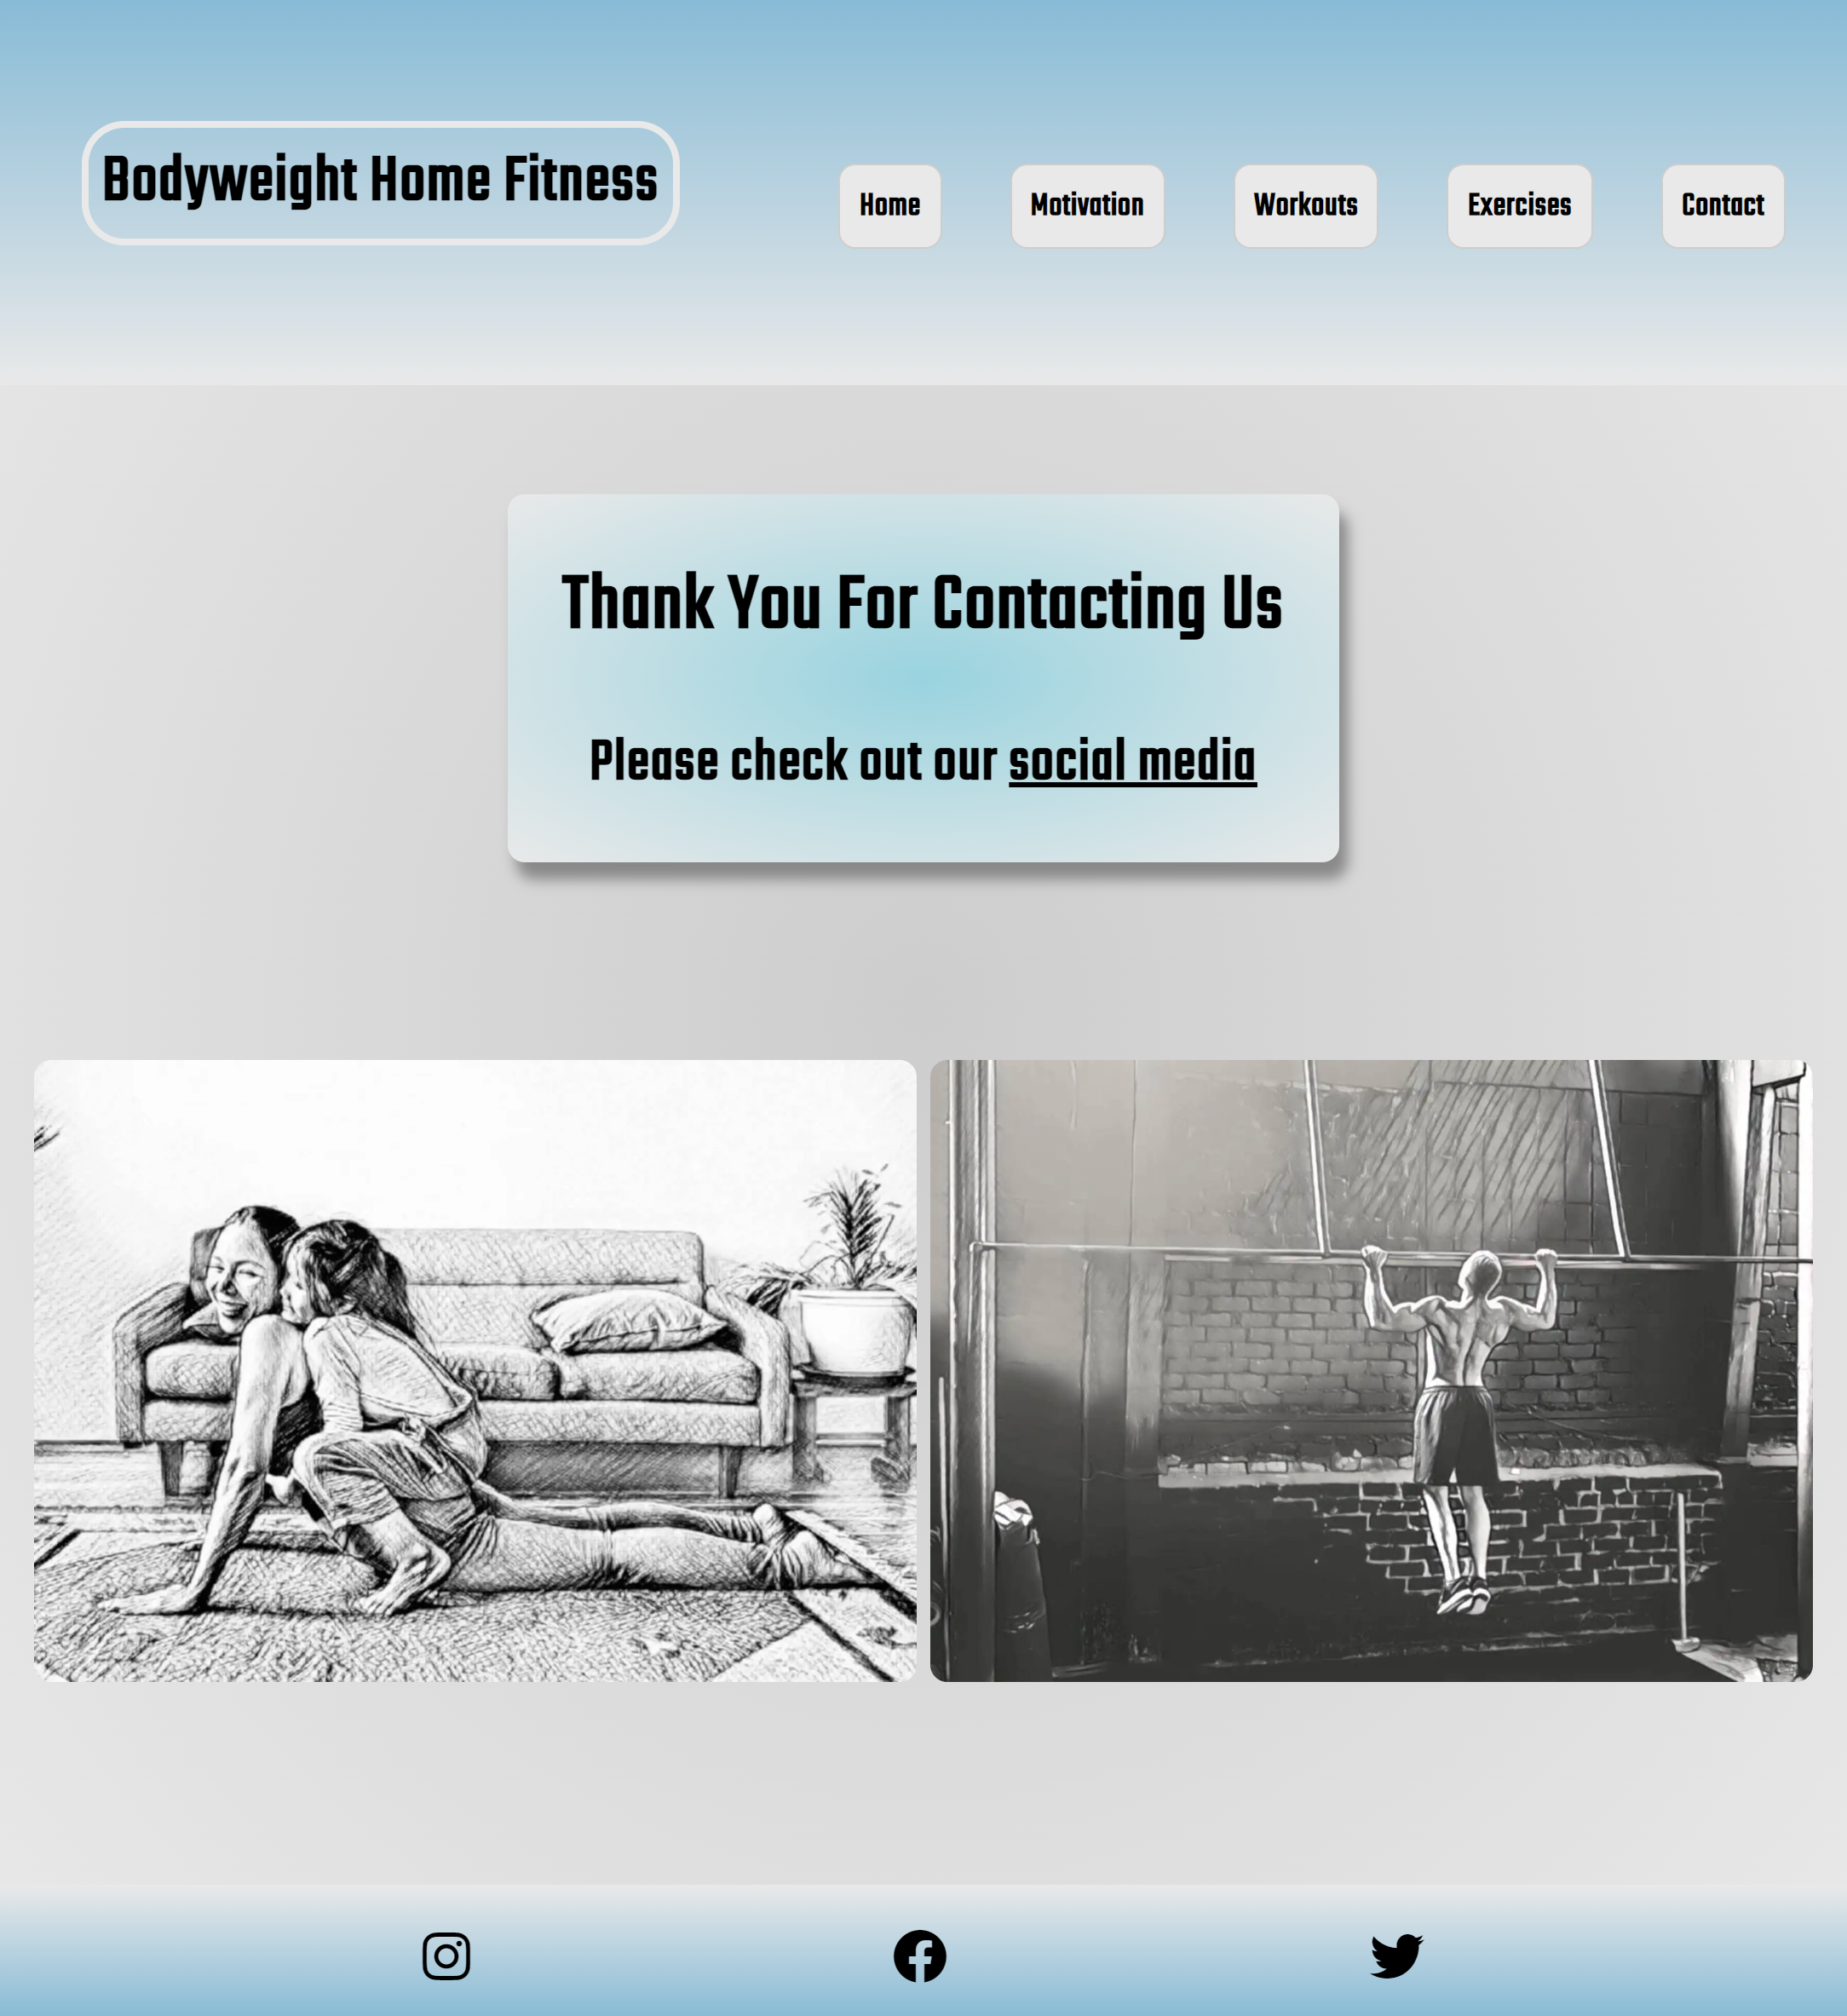 Bodyweight Home Fitness
Home Motivation Workouts Exercises Contact
Thank You For Contacting Us
Please check out our social media